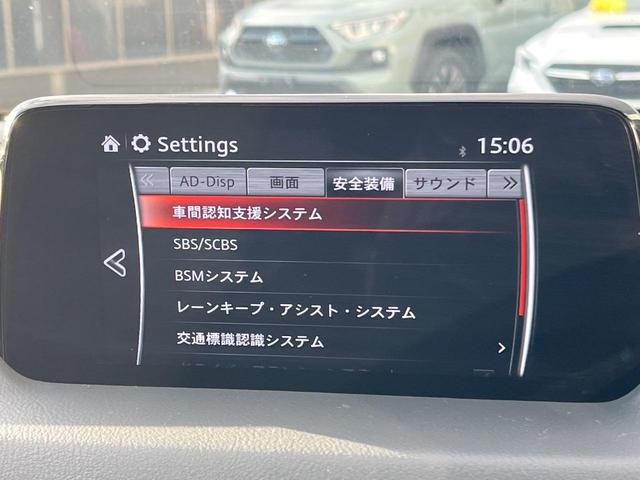 Settings 15:06
AD-Disp 画面 安全装備 サウンド
車間認知支援システム
SBS/SCBS
BSMシステム
レーンキープ・アシスト・システム
交通標識認識システム